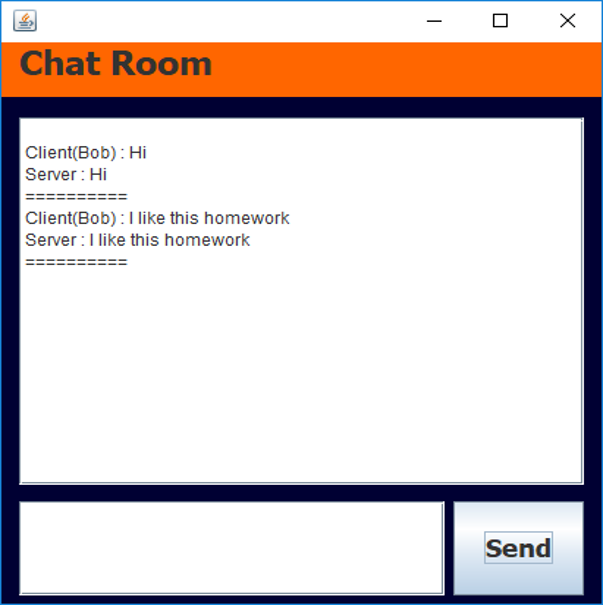 Chat Room
Client(Bob) : Hi
Server : Hi
==========
Client(Bob) : I like this homework
Server : I like this homework
==========
Send